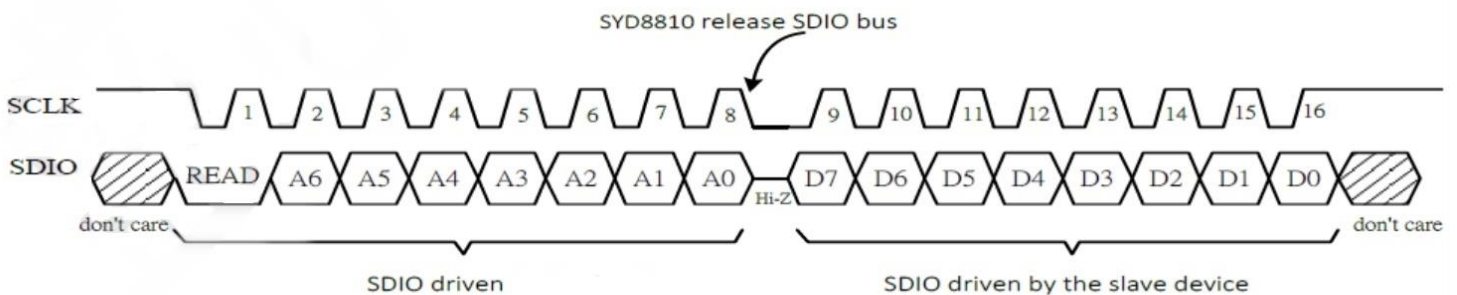 SYD8810 release SDIO bus
SCLK 1 2 3 4 5 6 7 8 9 10 11 12 13 14 15 16
SDIO READ A6 A5 A4 A3 A2 A1 A0 Hi-Z D7 D6 D5 D4 D3 D2 D1 D0
don't care don't care
SDIO driven SDIO driven by the slave device